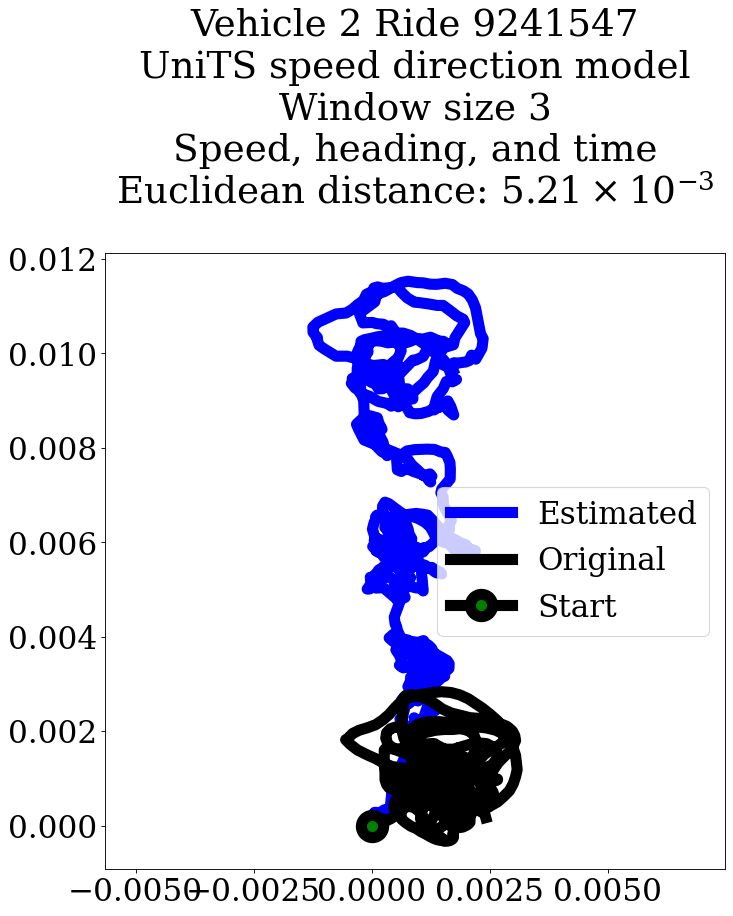 Vehicle 2 Ride 9241547
UniTS speed direction model
Window size 3
Speed, heading, and time
Euclidean distance: 5.21 × 10⁻³
0.012
0.010
0.008
0.006
0.004
0.002
0.000
Estimated
Original
Start
−0.0050 −0.0025 0.0000 0.0025 0.0050